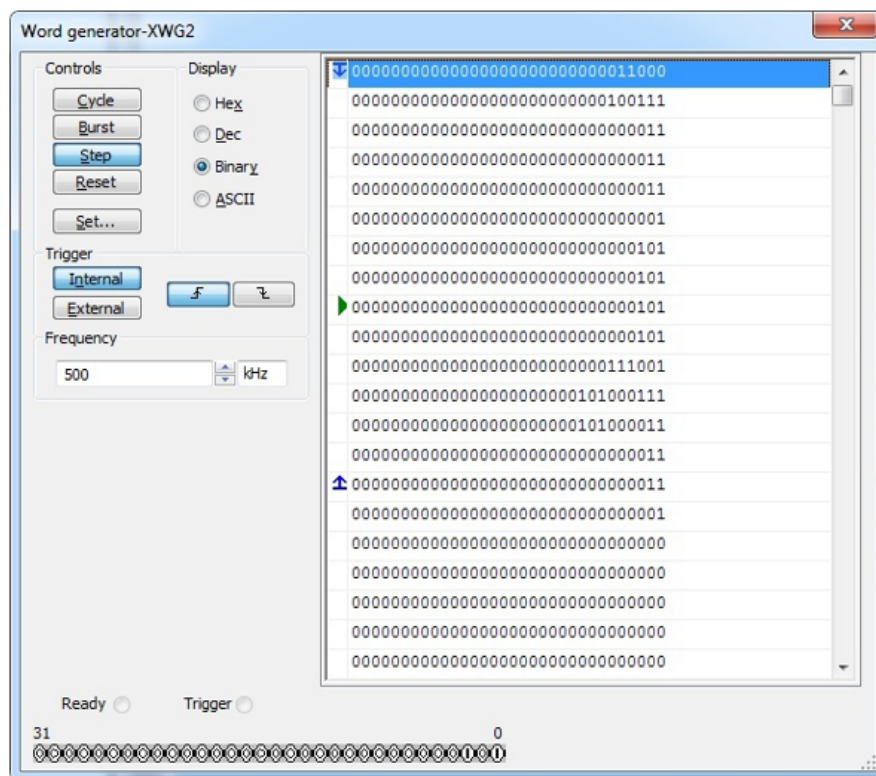 Word generator-XWG2
X
Controls
Cycle
Burst
Step
Reset
Set...
Display
Hex
Dec
Binary
ASCII
Trigger
Internal
External
Frequency
500
kHz
00000000000000000000000000011000
00000000000000000000000000100111
00000000000000000000000000000011
00000000000000000000000000000011
00000000000000000000000000000011
00000000000000000000000000000001
00000000000000000000000000000101
00000000000000000000000000000101
00000000000000000000000000000101
00000000000000000000000000000101
00000000000000000000000000111001
00000000000000000000000101000111
00000000000000000000000101000011
00000000000000000000000000000011
00000000000000000000000000000011
00000000000000000000000000000001
00000000000000000000000000000000
00000000000000000000000000000000
00000000000000000000000000000000
00000000000000000000000000000000
00000000000000000000000000000000
Ready
Trigger
31 0
00000000000000000000000000000101